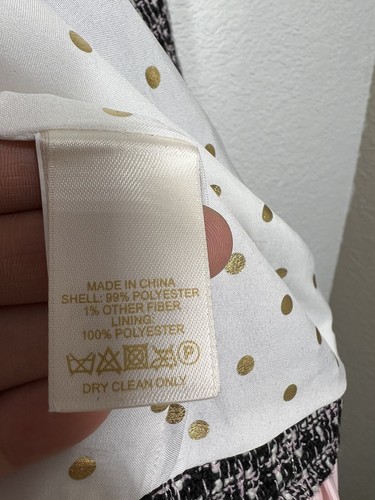 MADE IN CHINA
SHELL: 99% POLYESTER
1% OTHER FIBER
LINING:
100% POLYESTER
P
DRY CLEAN ONLY